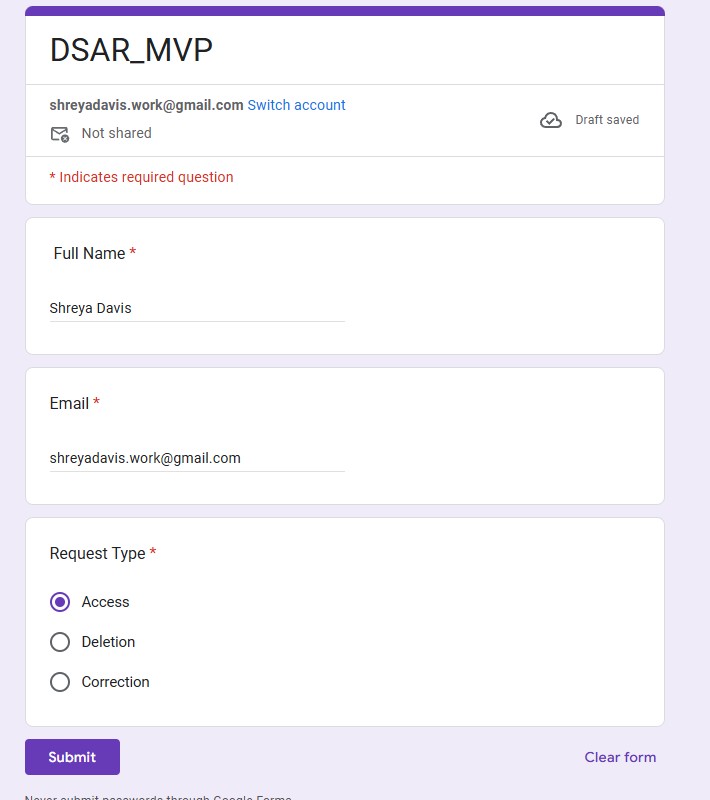 DSAR_MVP
shreyadavis.work@gmail.com Switch account
Not shared
Draft saved
* Indicates required question
Full Name *
Shreya Davis
Email *
shreyadavis.work@gmail.com
Request Type *
Access
Deletion
Correction
Submit
Clear form
Never submit passwords through Google Forms.